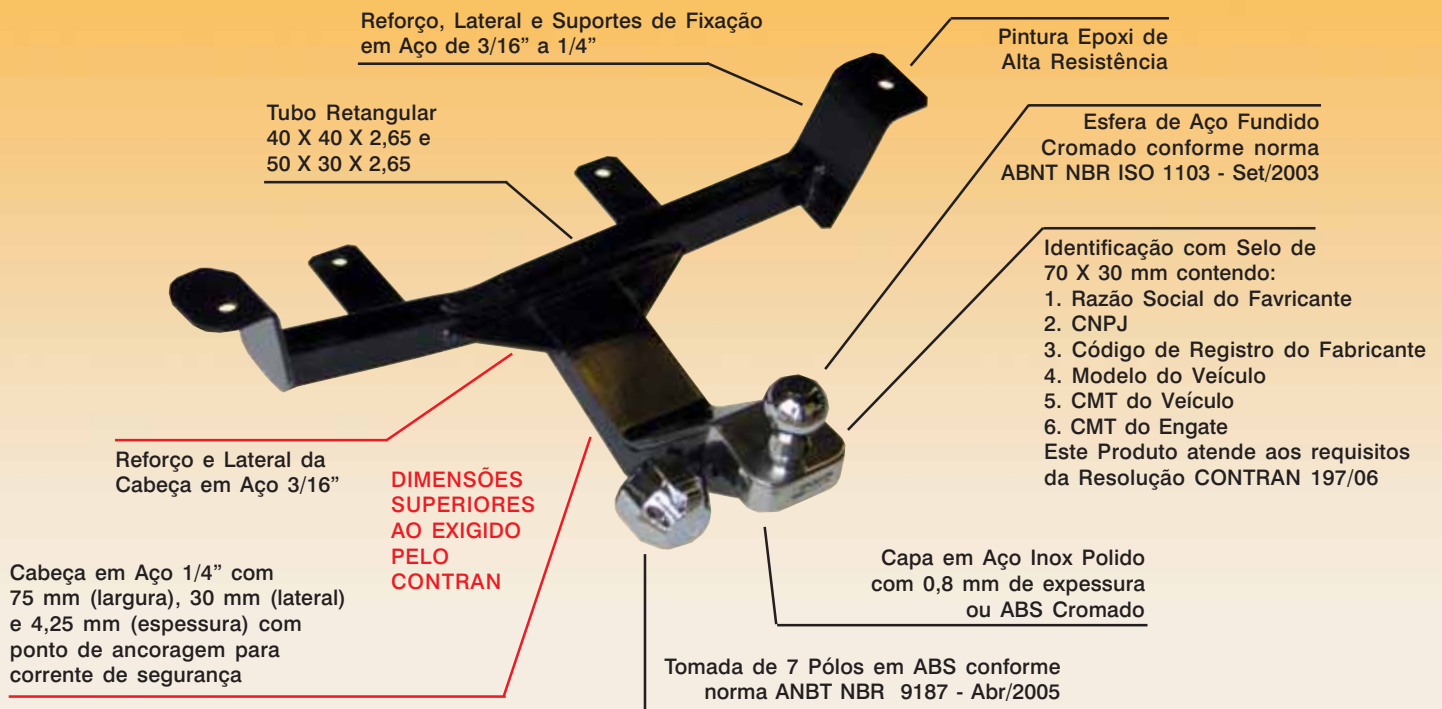 Reforço, Lateral e Suportes de Fixação
em Aço de 3/16” a 1/4”
Pintura Epoxi de
Alta Resistência
Tubo Retangular
40 X 40 X 2,65 e
50 X 30 X 2,65
Esfera de Aço Fundido
Cromado conforme norma
ABNT NBR ISO 1103 - Set/2003
Identificação com Selo de
70 X 30 mm contendo:
1. Razão Social do Favricante
2. CNPJ
3. Código de Registro do Fabricante
4. Modelo do Veículo
5. CMT do Veículo
6. CMT do Engate
Este Produto atende aos requisitos
da Resolução CONTRAN 197/06
Reforço e Lateral da
Cabeça em Aço 3/16”
DIMENSÕES
SUPERIORES
AO EXIGIDO
PELO
CONTRAN
Cabeça em Aço 1/4” com
75 mm (largura), 30 mm (lateral)
e 4,25 mm (espessura) com
ponto de ancoragem para
corrente de segurança
Capa em Aço Inox Polido
com 0,8 mm de expessura
ou ABS Cromado
Tomada de 7 Pólos em ABS conforme
norma ANBT NBR 9187 - Abr/2005